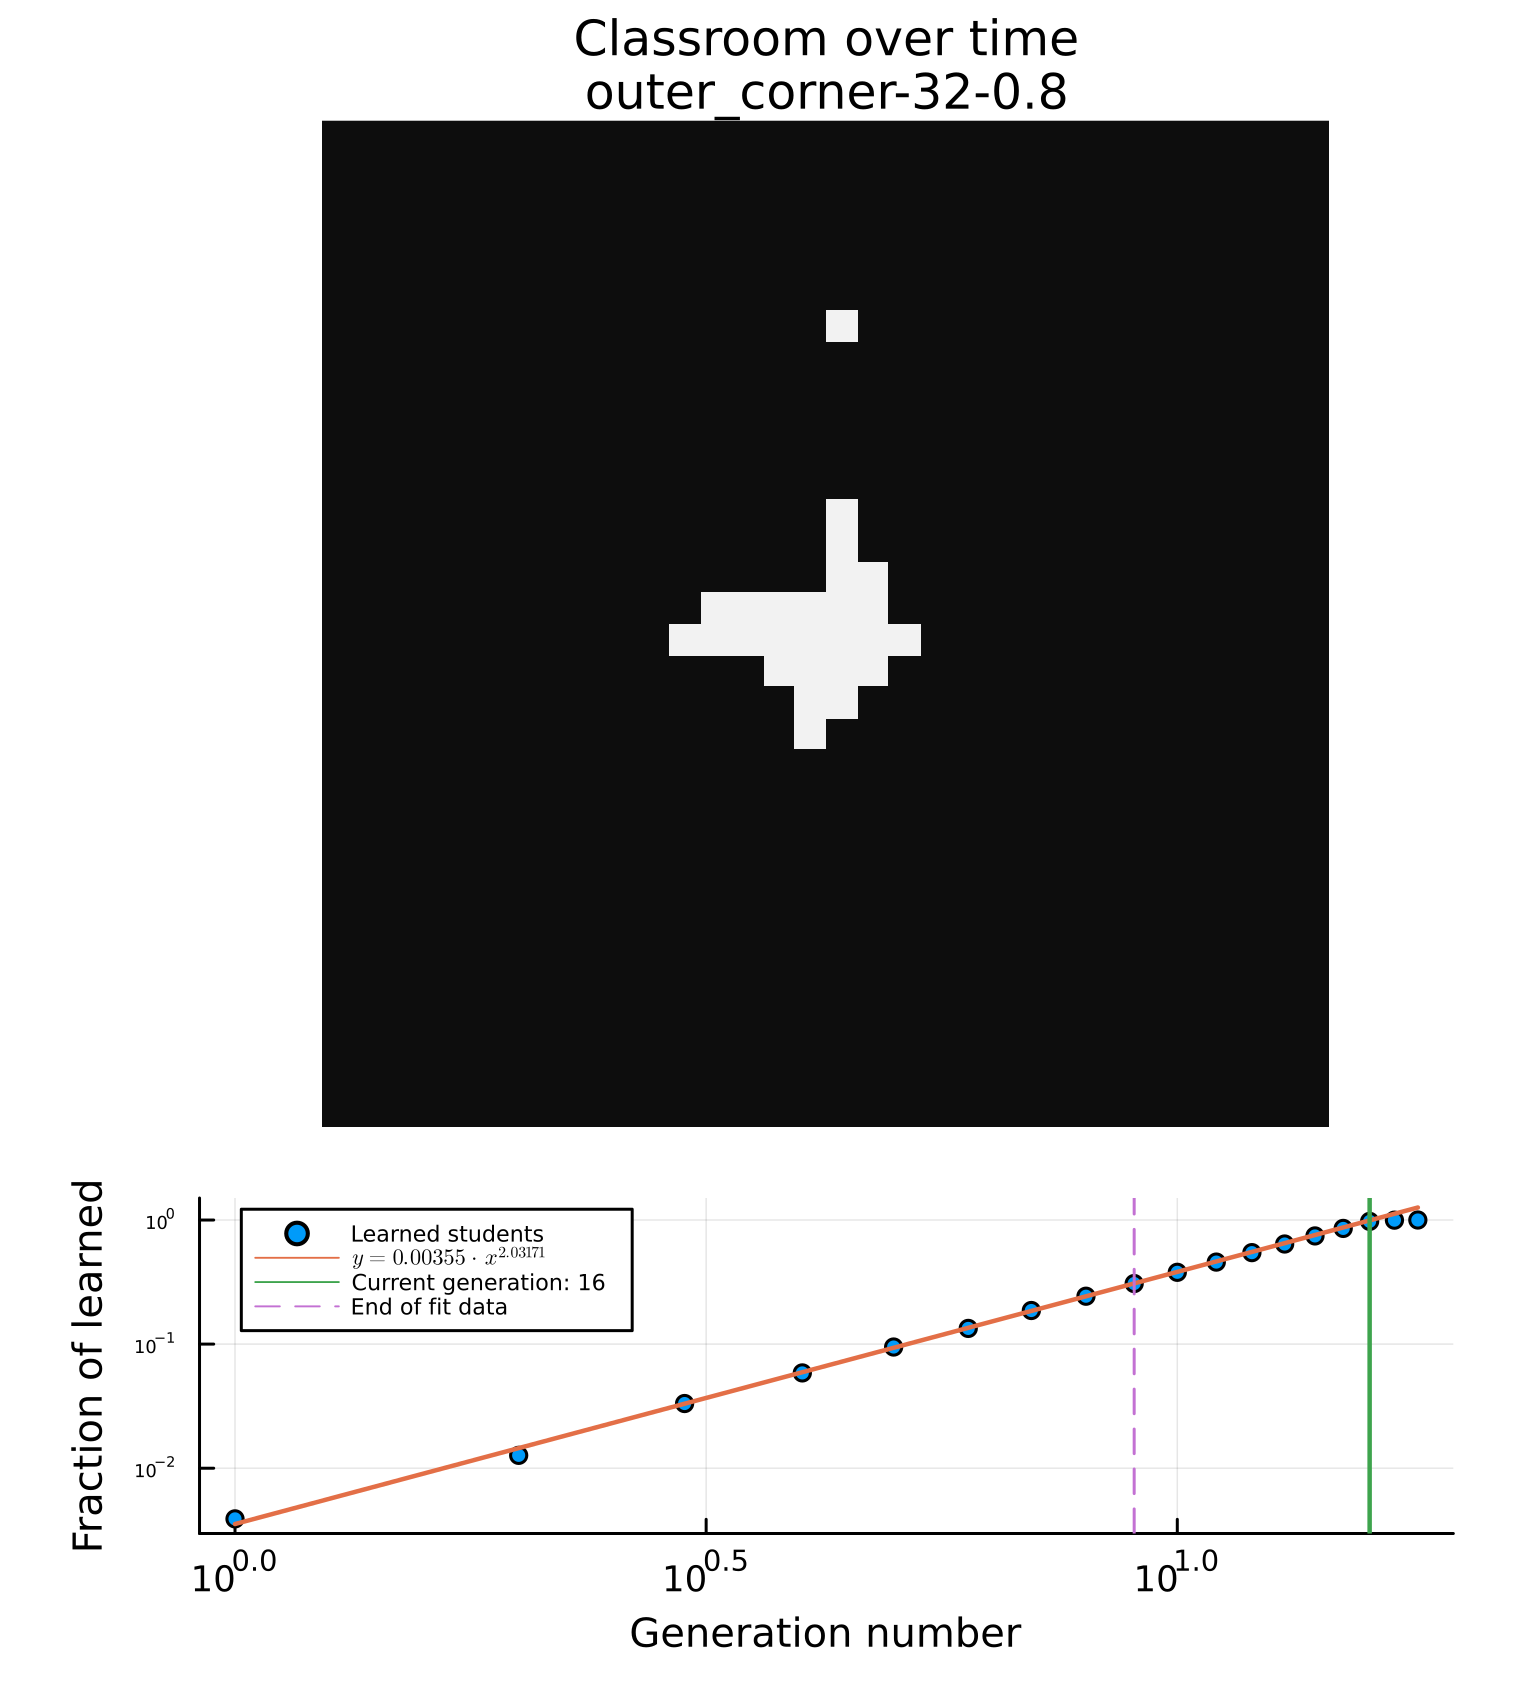 Classroom over time
outer_corner-32-0.8
Fraction of learned
10^0
10^-1
10^-2
Learned students
y = 0.00355 · x^2.03171
Current generation: 16
End of fit data
10^0.0 10^0.5 10^1.0
Generation number